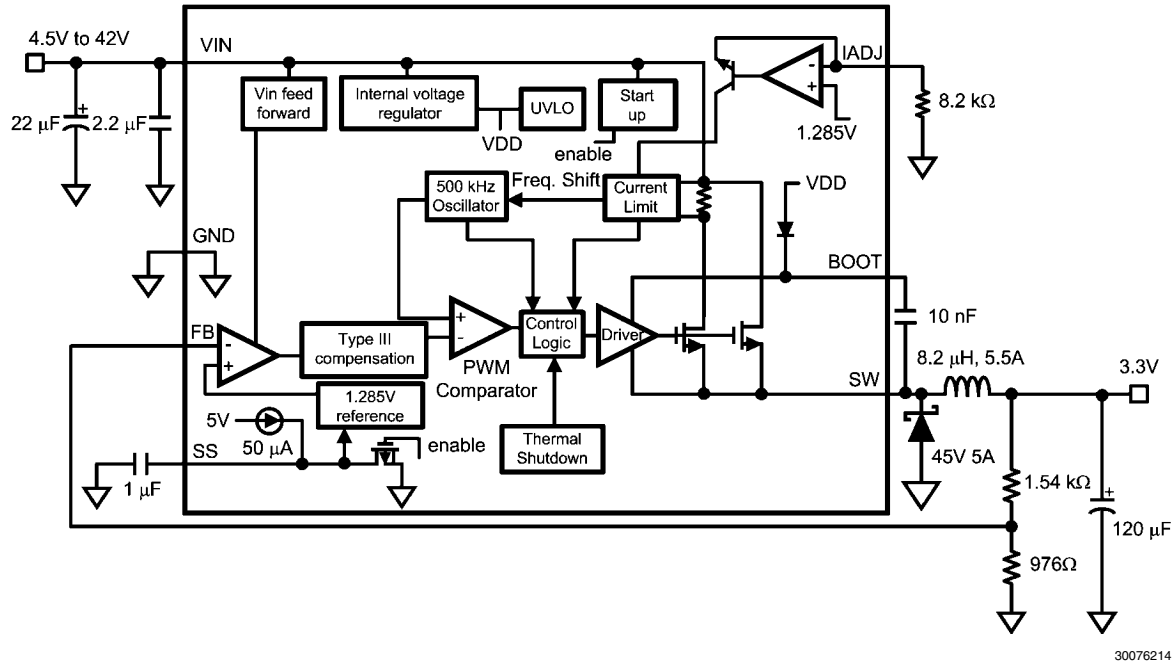 4.5V to 42V
VIN
IADJ
Vin feed
forward
Internal voltage
regulator
UVLO
Start
up
-
+
8.2 kΩ
22 μF
+
2.2 μF
VDD
enable
1.285V
500 kHz
Oscillator
Freq. Shift
Current
Limit
VDD
GND
BOOT
FB
-
+
Type III
compensation
+
-
PWM
Comparator
Control
Logic
Driver
10 nF
8.2 μH, 5.5A
SW
3.3V
1.285V
reference
5V
50 μA
SS
enable
Thermal
Shutdown
45V 5A
1.54 kΩ
+
120 μF
1 μF
976Ω
30076214